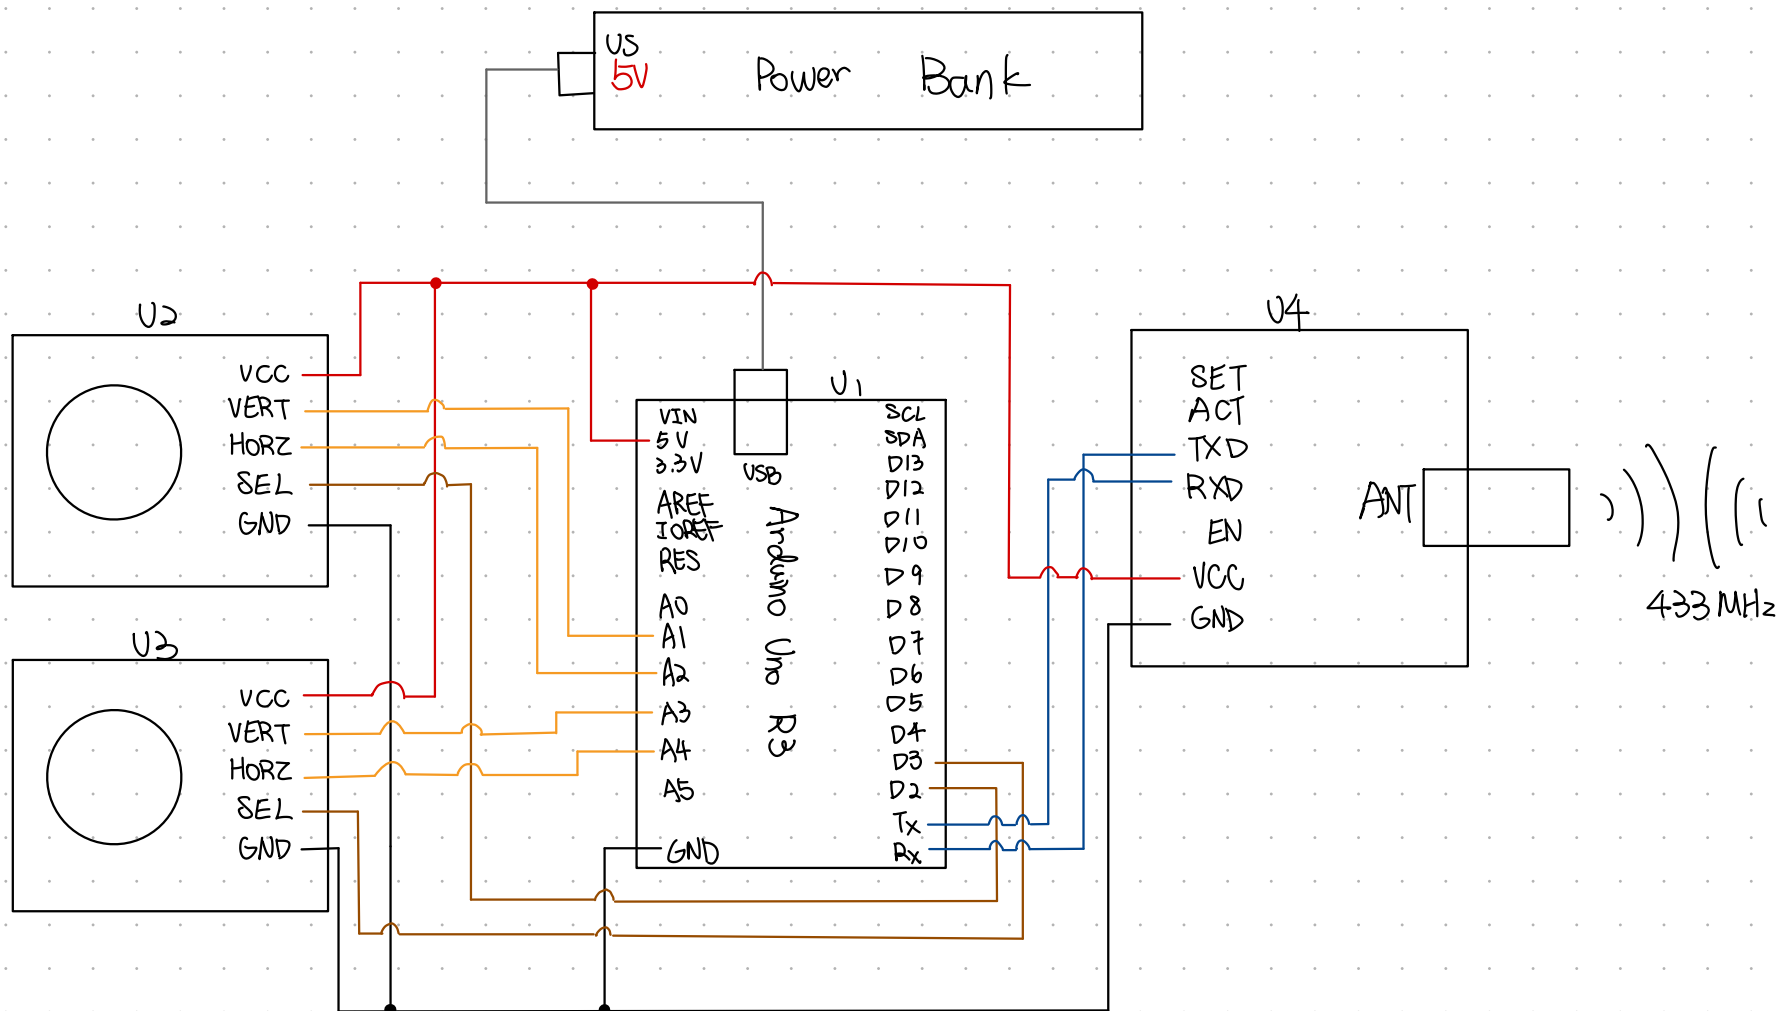 US
5V
Power Bank
U2
VCC
VERT
HORZ
SEL
GND
U3
VCC
VERT
HORZ
SEL
GND
U1
VIN
5V
3.3V
AREF
IOREF
RES
A0
A1
A2
A3
A4
A5
GND
USB
Arduino Uno R3
SCL
SDA
D13
D12
D11
D10
D9
D8
D7
D6
D5
D4
D3
D2
Tx
Rx
U4
SET
ACT
TXD
RXD
EN
VCC
GND
ANT
433MHz